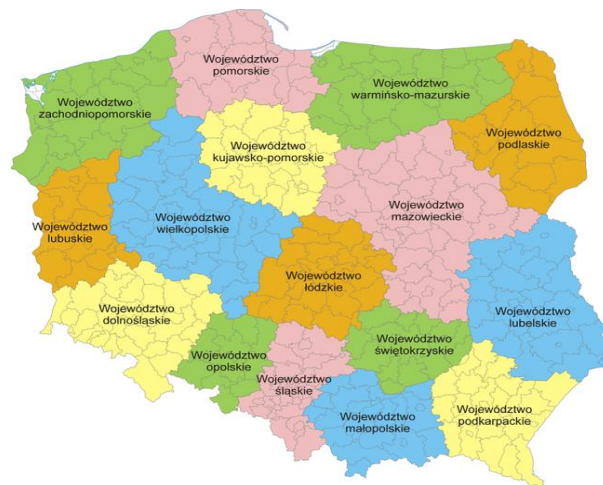 Województwo
pomorskie
Województwo
zachodniopomorskie
Województwo
warmińsko-mazurskie
Województwo
podlaskie
Województwo
kujawsko-pomorskie
Województwo
mazowieckie
Województwo
lubuskie
Województwo
wielkopolskie
Województwo
łódzkie
Województwo
lubelskie
Województwo
dolnośląskie
Województwo
opolskie
Województwo
śląskie
Województwo
świętokrzyskie
Województwo
małopolskie
Województwo
podkarpackie